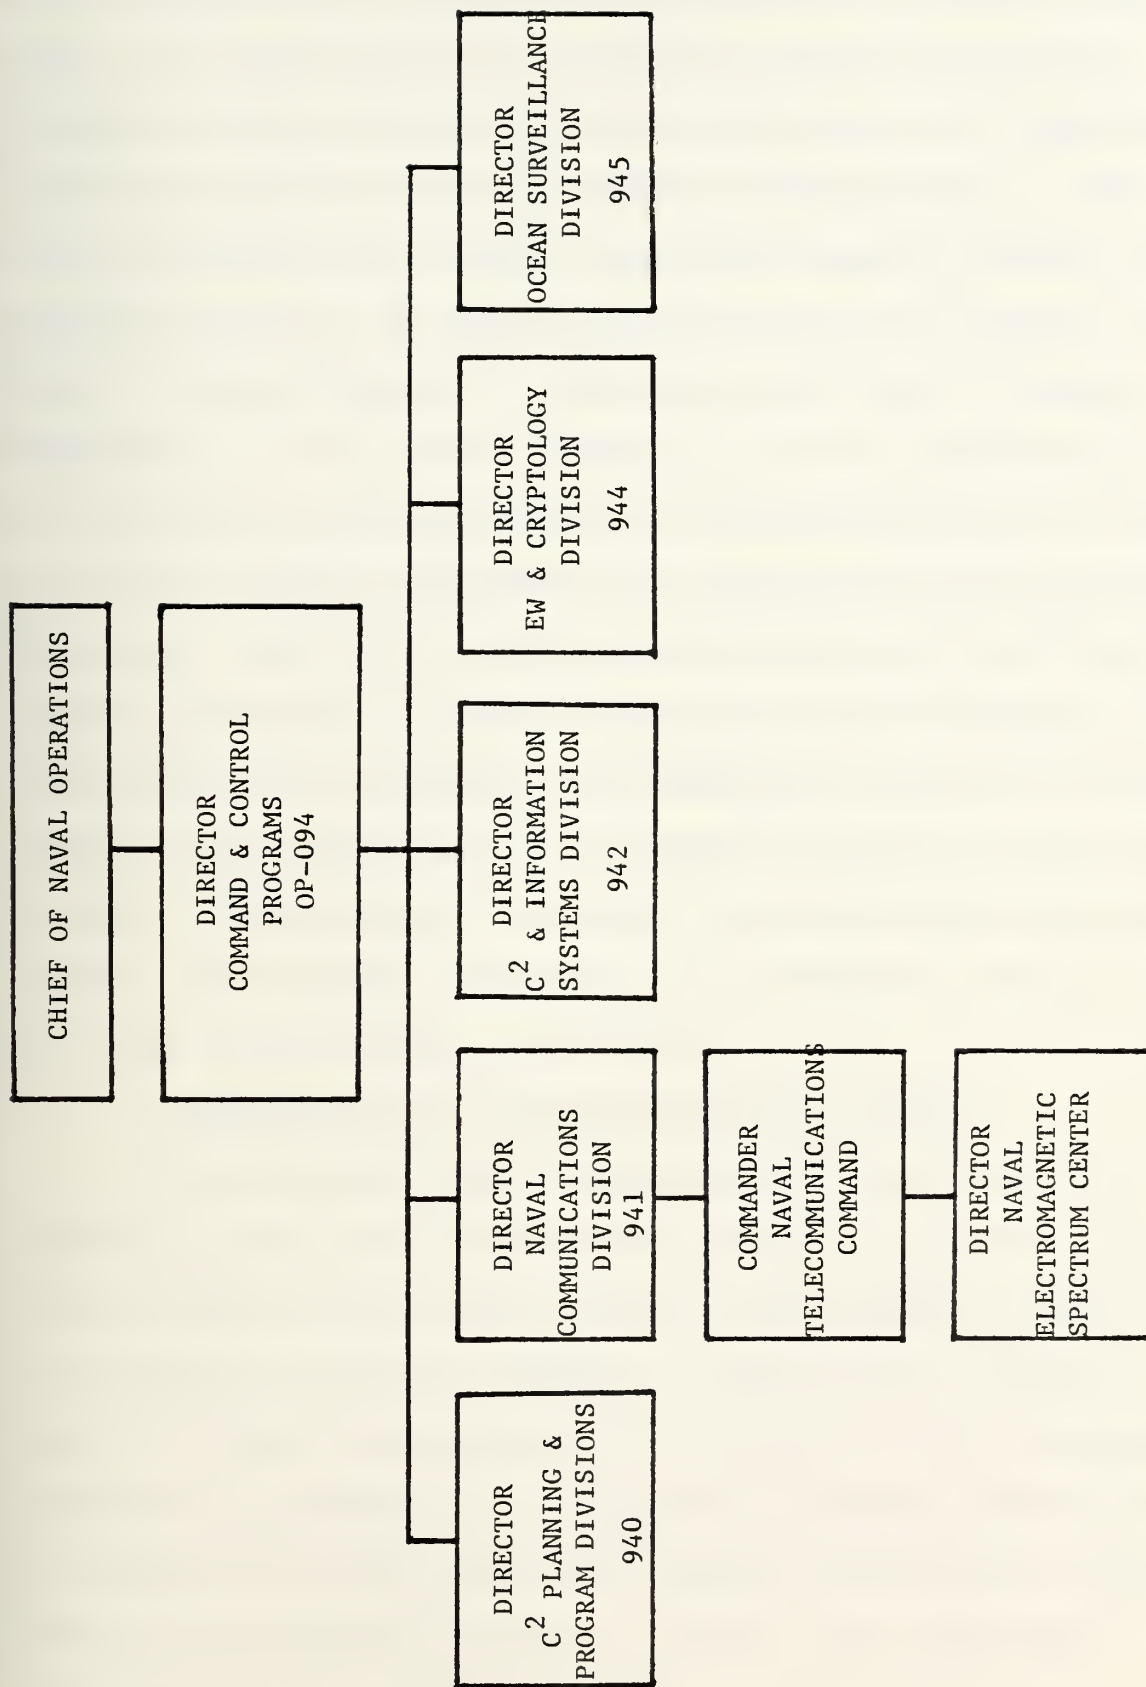 CHIEF OF NAVAL OPERATIONS
DIRECTOR
COMMAND & CONTROL
PROGRAMS
OP-094
DIRECTOR
C² PLANNING &
PROGRAM DIVISIONS
940
DIRECTOR
NAVAL
COMMUNICATIONS
DIVISION
941
DIRECTOR
C² & INFORMATION
SYSTEMS DIVISION
942
DIRECTOR
EW & CRYPTOLOGY
DIVISION
944
DIRECTOR
OCEAN SURVEILLANCE
DIVISION
945
COMMANDER
NAVAL
TELECOMMUNICATIONS
COMMAND
DIRECTOR
NAVAL
ELECTROMAGNETIC
SPECTRUM CENTER